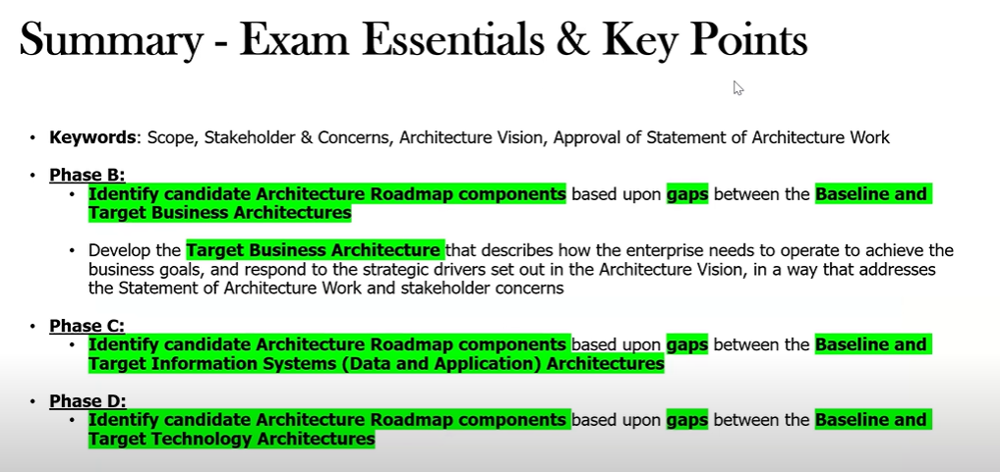 Summary - Exam Essentials & Key Points
• Keywords: Scope, Stakeholder & Concerns, Architecture Vision, Approval of Statement of Architecture Work
• Phase B:
• Identify candidate Architecture Roadmap components based upon gaps between the Baseline and
Target Business Architectures
• Develop the Target Business Architecture that describes how the enterprise needs to operate to achieve the
business goals, and respond to the strategic drivers set out in the Architecture Vision, in a way that addresses
the Statement of Architecture Work and stakeholder concerns
• Phase C:
• Identify candidate Architecture Roadmap components based upon gaps between the Baseline and
Target Information Systems (Data and Application) Architectures
• Phase D:
• Identify candidate Architecture Roadmap components based upon gaps between the Baseline and
Target Technology Architectures